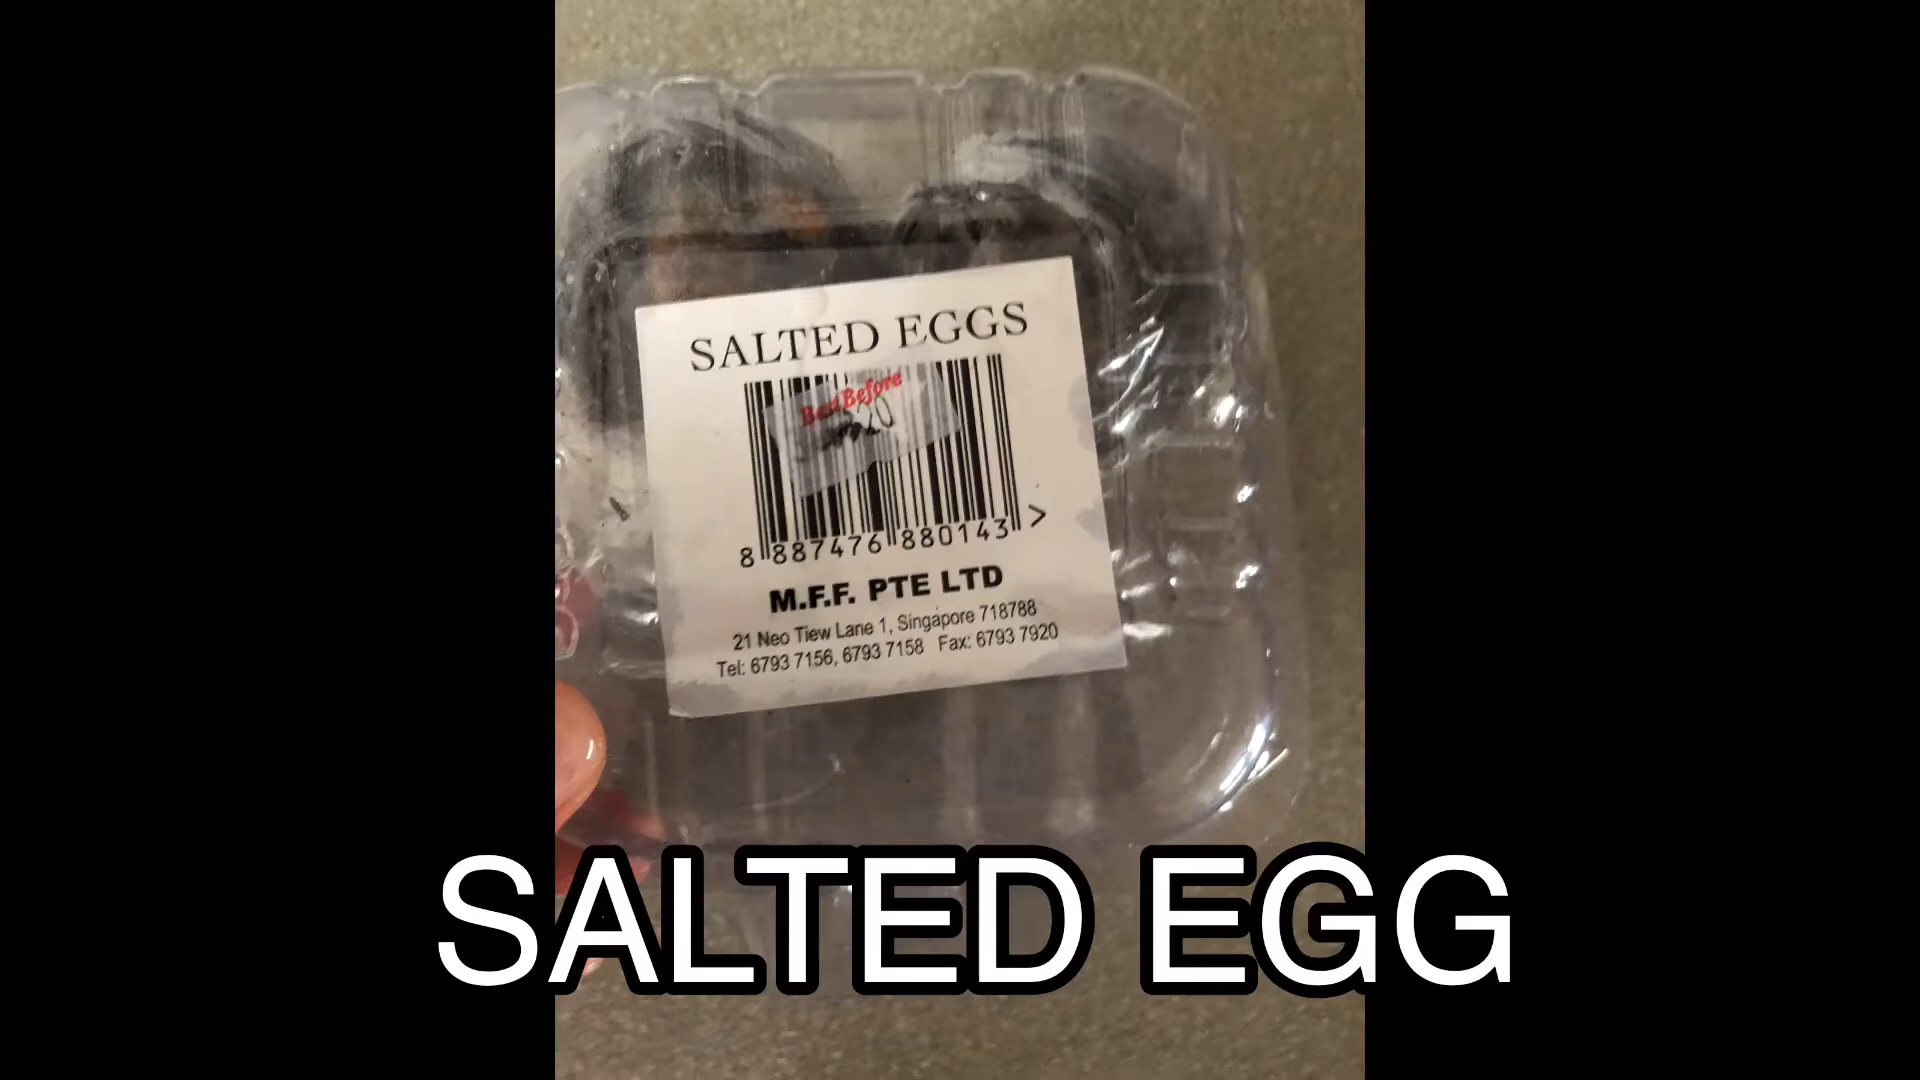 SALTED EGGS
Best Before
8 887476 880143 >
M.F.F. PTE LTD
21 Neo Tiew Lane 1, Singapore 718788
Tel: 6793 7156, 6793 7158 Fax: 6793 7920
SALTED EGG